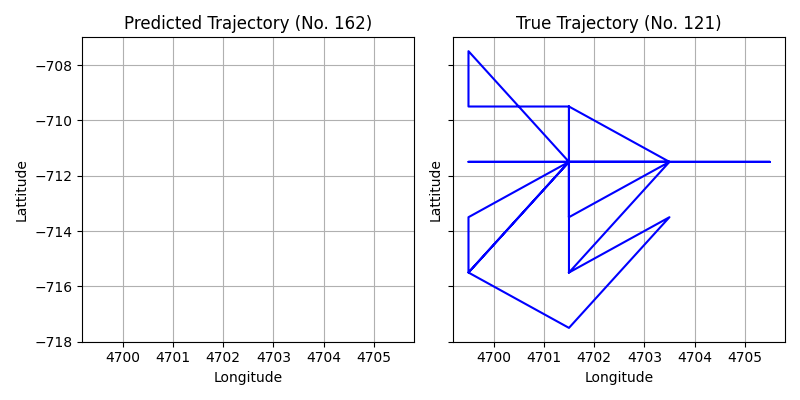 Predicted Trajectory (No. 162)
True Trajectory (No. 121)
−708
−710
−712
−714
−716
−718
Lattitude
Lattitude
4700 4701 4702 4703 4704 4705
4700 4701 4702 4703 4704 4705
Longitude
Longitude